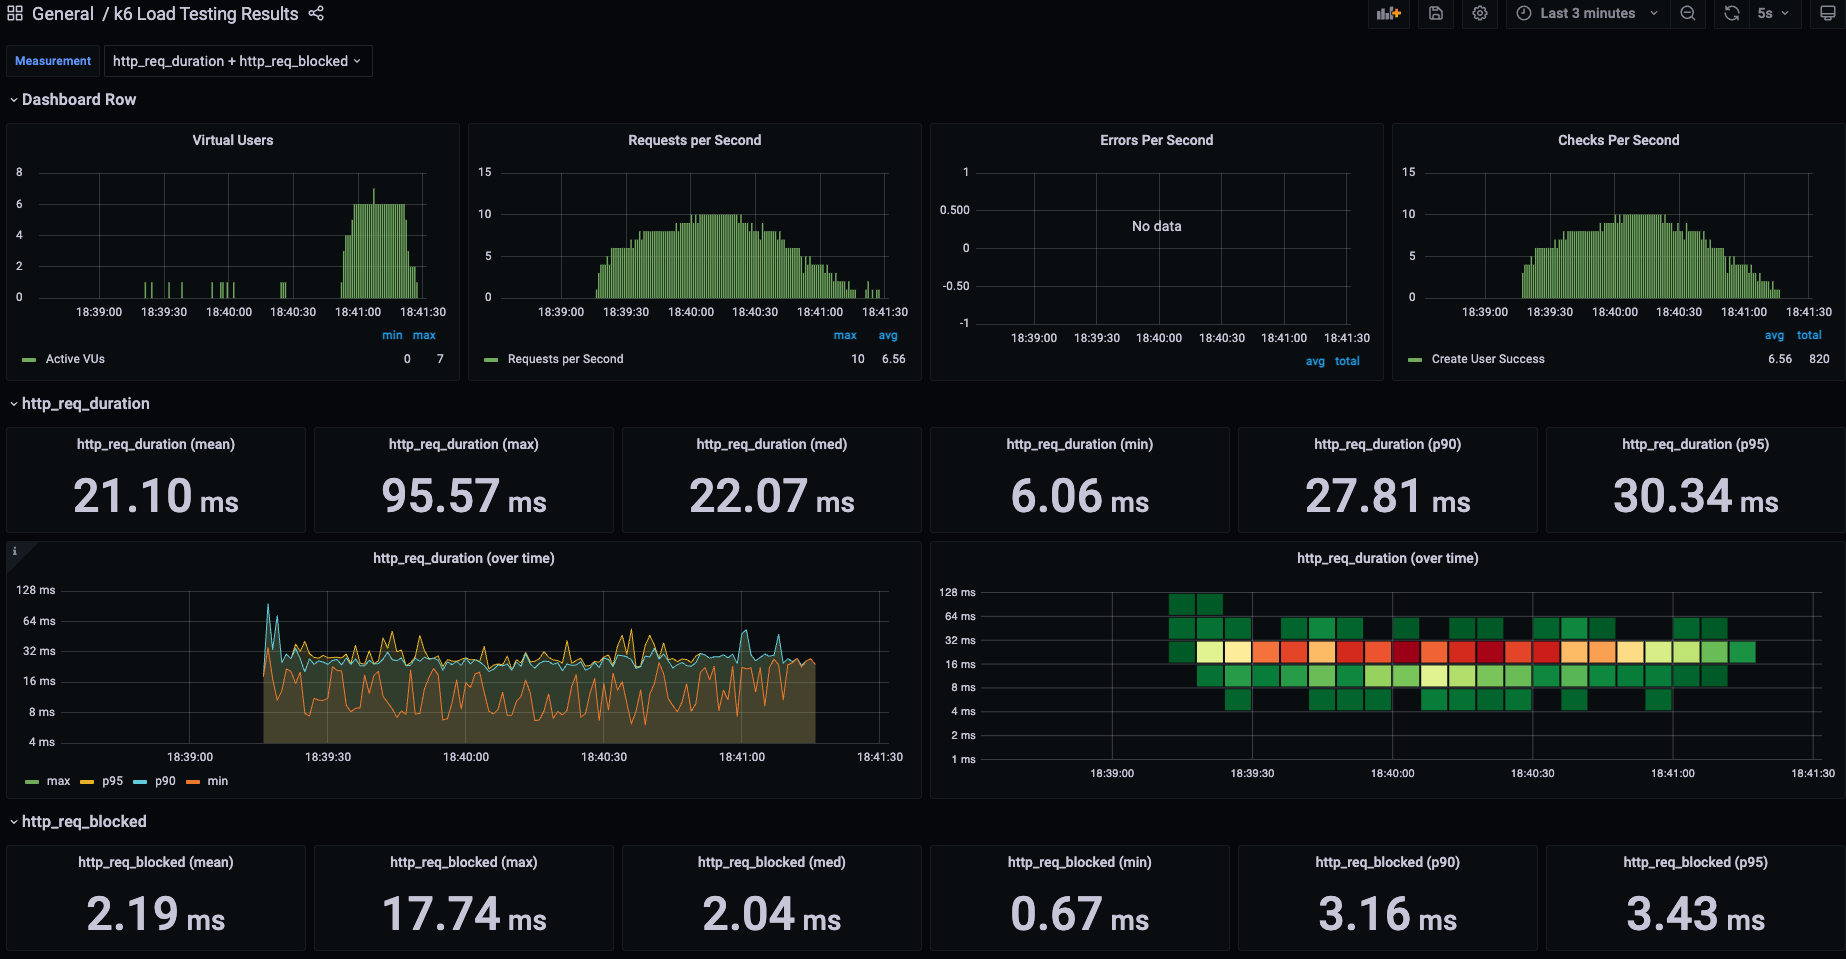 General / k6 Load Testing Results
Last 3 minutes
5s
Measurement
http_req_duration + http_req_blocked
Dashboard Row
Virtual Users
8
6
4
2
0
18:39:00 18:39:30 18:40:00 18:40:30 18:41:00 18:41:30
min max
Active VUs 0 7
Requests per Second
15
10
5
0
18:39:00 18:39:30 18:40:00 18:40:30 18:41:00 18:41:30
max avg
Requests per Second 10 6.56
Errors Per Second
1
0.500
0
-0.50
-1
No data
18:39:00 18:39:30 18:40:00 18:40:30 18:41:00 18:41:30
avg total
Checks Per Second
15
10
5
0
18:39:00 18:39:30 18:40:00 18:40:30 18:41:00 18:41:30
avg total
Create User Success 6.56 820
http_req_duration
http_req_duration (mean)
21.10 ms
http_req_duration (max)
95.57 ms
http_req_duration (med)
22.07 ms
http_req_duration (min)
6.06 ms
http_req_duration (p90)
27.81 ms
http_req_duration (p95)
30.34 ms
i
http_req_duration (over time)
128 ms
64 ms
32 ms
16 ms
8 ms
4 ms
18:39:00 18:39:30 18:40:00 18:40:30 18:41:00 18:41:30
max p95 p90 min
http_req_duration (over time)
128 ms
64 ms
32 ms
16 ms
8 ms
4 ms
2 ms
1 ms
18:39:00 18:39:30 18:40:00 18:40:30 18:41:00 18:41:30
http_req_blocked
http_req_blocked (mean)
2.19 ms
http_req_blocked (max)
17.74 ms
http_req_blocked (med)
2.04 ms
http_req_blocked (min)
0.67 ms
http_req_blocked (p90)
3.16 ms
http_req_blocked (p95)
3.43 ms